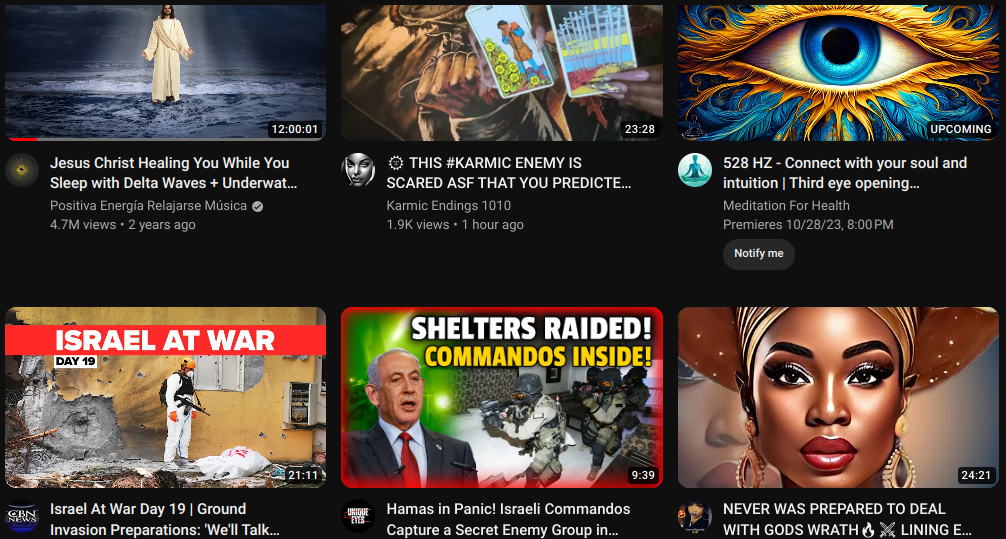 12:00:01
23:28
UPCOMING
Jesus Christ Healing You While You
Sleep with Delta Waves + Underwat...
Positiva Energía Relajarse Música
4.7M views • 2 years ago
THIS #KARMIC ENEMY IS
SCARED ASF THAT YOU PREDICTE...
Karmic Endings 1010
1.9K views • 1 hour ago
528 HZ - Connect with your soul and
intuition | Third eye opening...
Meditation For Health
Premieres 10/28/23, 8:00 PM
Notify me
ISRAEL AT WAR
DAY 19
21:11
SHELTERS RAIDED!
COMMANDOS INSIDE!
9:39
24:21
CBN
NEWS
Israel At War Day 19 | Ground
Invasion Preparations: 'We'll Talk...
UNIQUE
EYES
Hamas in Panic! Israeli Commandos
Capture a Secret Enemy Group in...
NEVER WAS PREPARED TO DEAL
WITH GODS WRATH🔥⚔ LINING E...